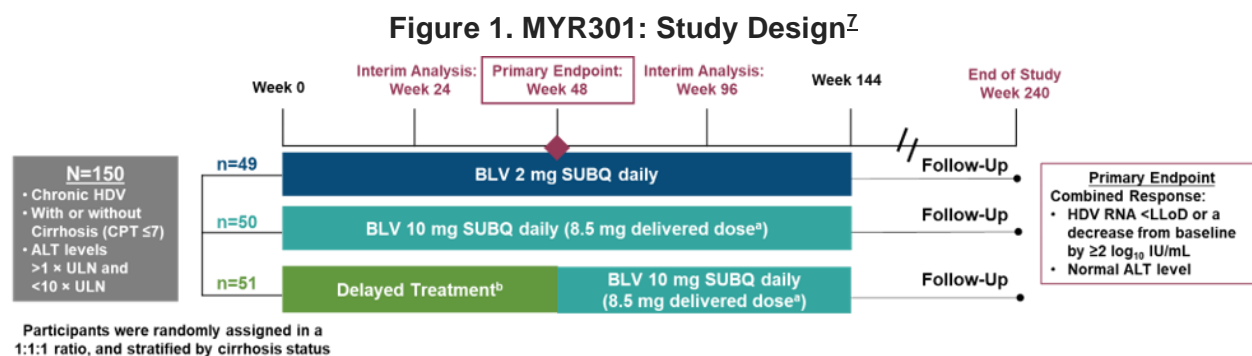 Figure 1. MYR301: Study Design7
Week 0
Interim Analysis:
Week 24
Primary Endpoint:
Week 48
Interim Analysis:
Week 96
Week 144
End of Study
Week 240
N=150
• Chronic HDV
• With or without
Cirrhosis (CPT ≤7)
• ALT levels
>1 × ULN and
<10 × ULN
n=49
BLV 2 mg SUBQ daily
Follow-Up
n=50
BLV 10 mg SUBQ daily (8.5 mg delivered doseª)
Follow-Up
n=51
Delayed Treatmentᵇ
BLV 10 mg SUBQ daily
(8.5 mg delivered doseª)
Follow-Up
Primary Endpoint
Combined Response:
• HDV RNA <LLoD or a
decrease from baseline
by ≥2 log₁₀ IU/mL
• Normal ALT level
Participants were randomly assigned in a
1:1:1 ratio, and stratified by cirrhosis status